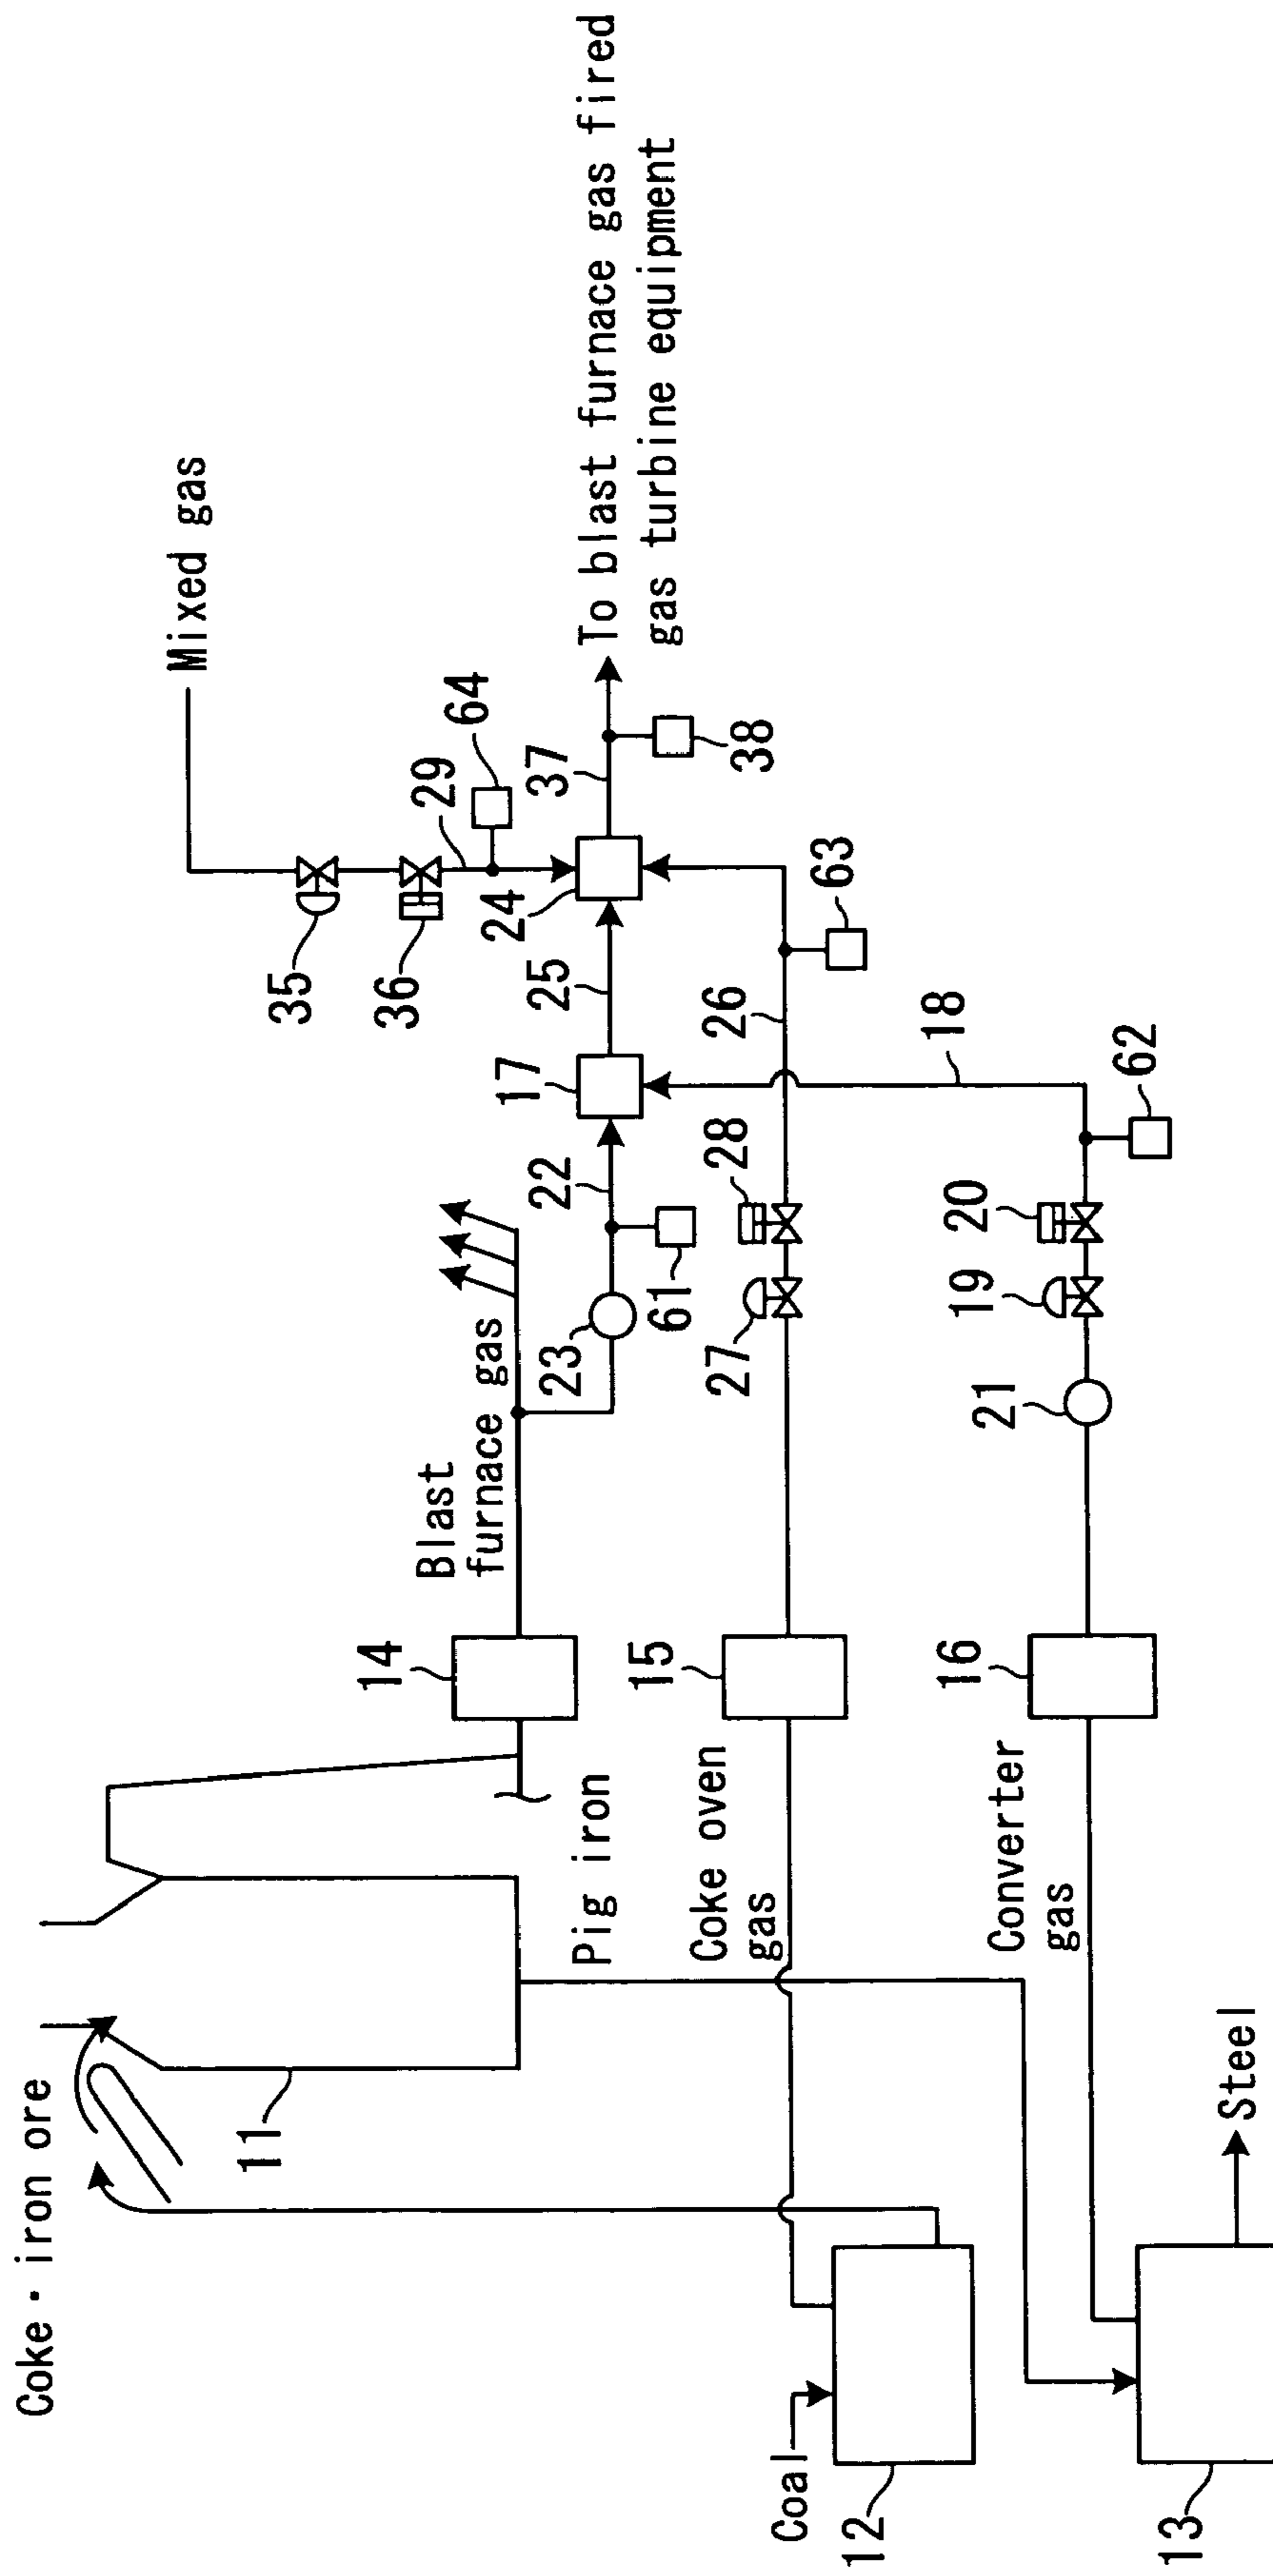 Coke・iron ore
11
Mixed gas
35
36
29
64
24
25
37
38
To blast furnace gas fired
gas turbine equipment
17
22
23
61
Blast
furnace gas
14
Pig iron
Coke oven
gas
15
27
28
26
63
18
Converter
gas
16
21
19
20
62
Coal
12
13
Steel